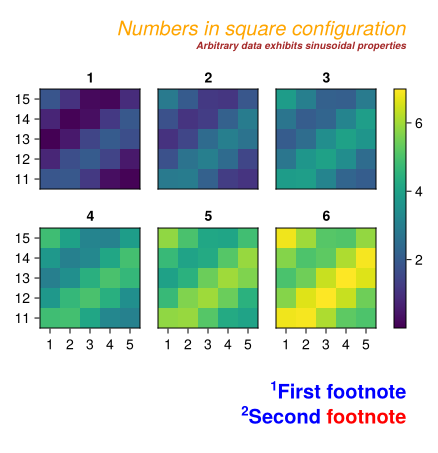 Numbers in square configuration
Arbitrary data exhibits sinusoidal properties
1 2 3
15
14
13
12
11
6
4
2
4 5 6
15
14
13
12
11
1 2 3 4 5 1 2 3 4 5 1 2 3 4 5
¹First footnote
²Second footnote